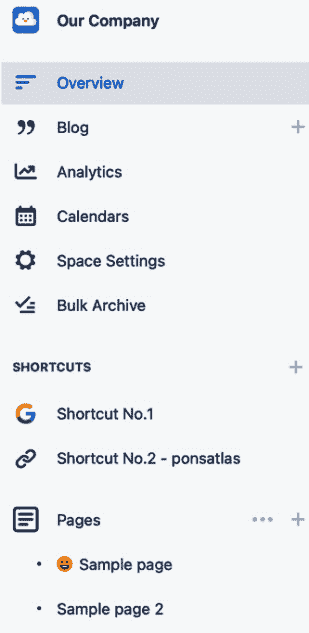 Our Company
Overview
Blog
Analytics
Calendars
Space Settings
Bulk Archive
SHORTCUTS
Shortcut No.1
Shortcut No.2 - ponsatlas
Pages
Sample page
Sample page 2